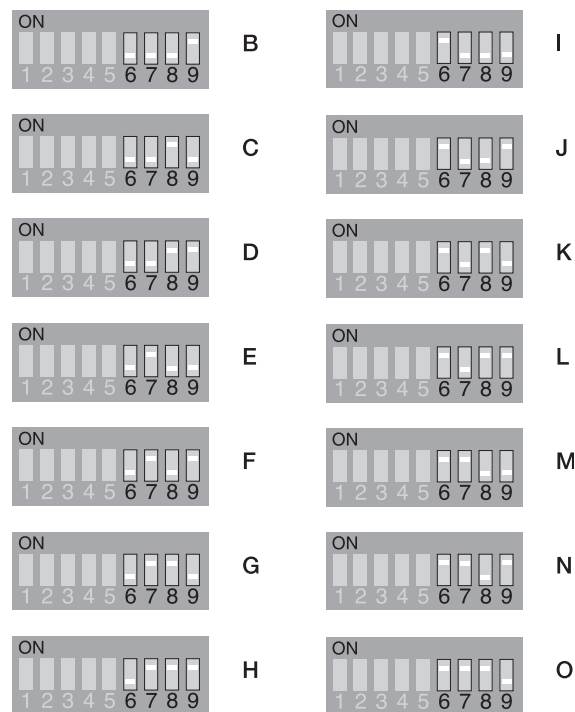 ON
1 2 3 4 5 6 7 8 9 B
ON
1 2 3 4 5 6 7 8 9 C
ON
1 2 3 4 5 6 7 8 9 D
ON
1 2 3 4 5 6 7 8 9 E
ON
1 2 3 4 5 6 7 8 9 F
ON
1 2 3 4 5 6 7 8 9 G
ON
1 2 3 4 5 6 7 8 9 H
ON
1 2 3 4 5 6 7 8 9 I
ON
1 2 3 4 5 6 7 8 9 J
ON
1 2 3 4 5 6 7 8 9 K
ON
1 2 3 4 5 6 7 8 9 L
ON
1 2 3 4 5 6 7 8 9 M
ON
1 2 3 4 5 6 7 8 9 N
ON
1 2 3 4 5 6 7 8 9 O